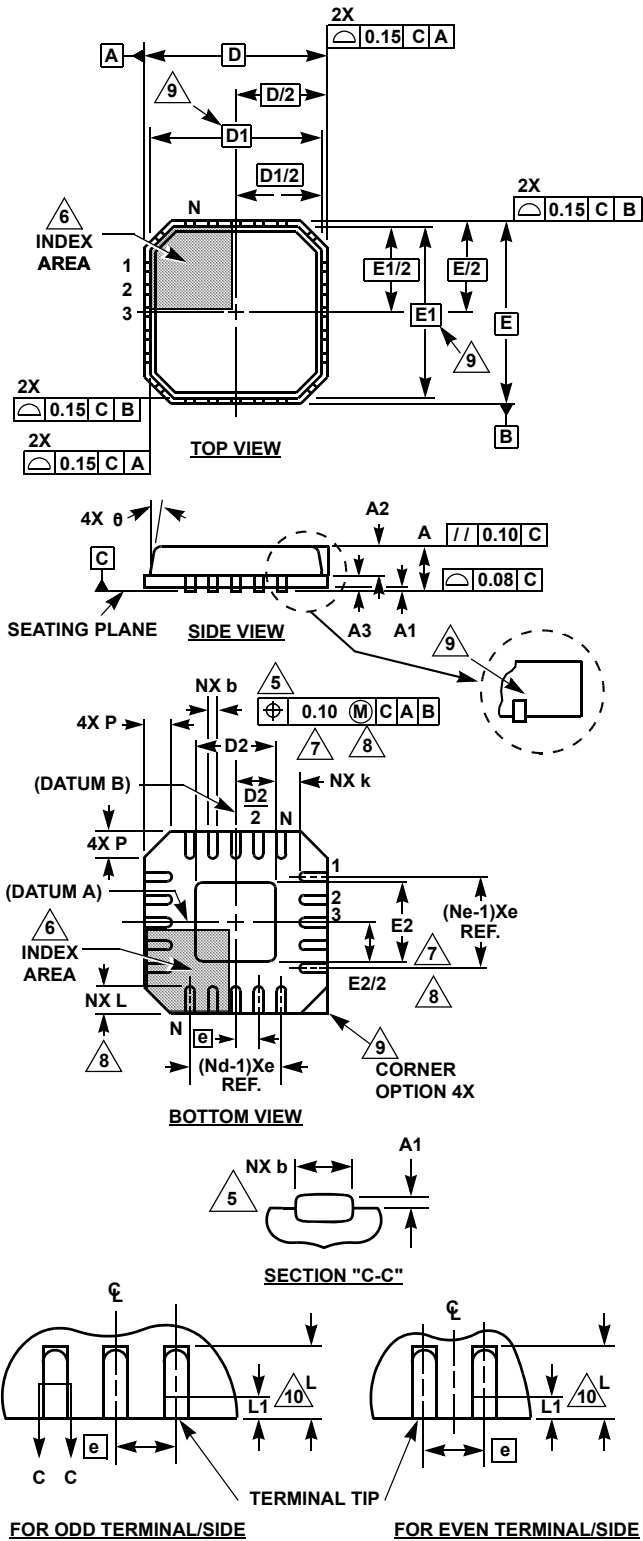 2X
0.15 C A
A
D
D/2
9
D1
D1/2
2X
0.15 C B
6
INDEX
AREA
N
1
2
3
E1/2
E/2
E1
E
9
2X
0.15 C B
2X
0.15 C A
B
TOP VIEW
4X θ
A2
A
// 0.10 C
C
0.08 C
SEATING PLANE
SIDE VIEW
A3
A1
9
NX b
5
0.10 M C A B
4X P
D2
7
8
(DATUM B)
D2
2
N
NX k
4X P
1
2
3
(DATUM A)
(Ne-1)Xe
REF.
6
INDEX
AREA
E2
7
E2/2
8
NX L
8
N
e
(Nd-1)Xe
REF.
9
CORNER
OPTION 4X
BOTTOM VIEW
NX b
A1
5
SECTION "C-C"
C
L
L
10
L1
e
C C
C
L
L
10
L1
e
TERMINAL TIP
FOR ODD TERMINAL/SIDE
FOR EVEN TERMINAL/SIDE